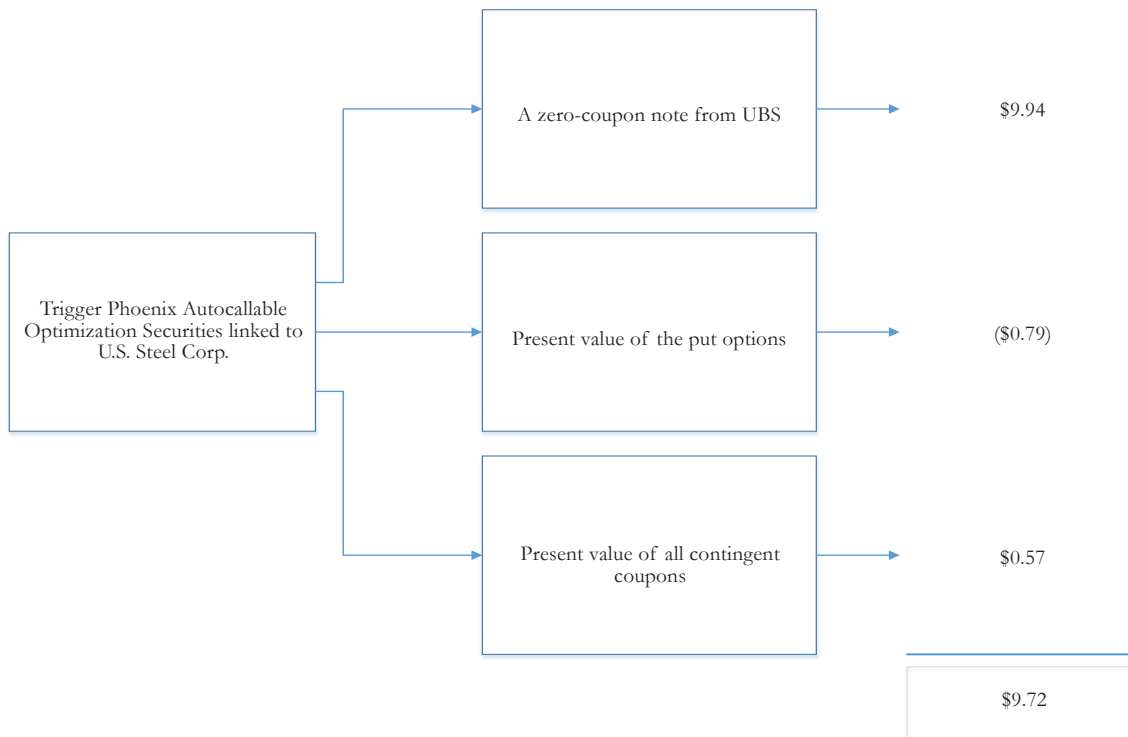 A zero-coupon note from UBS
$9.94
Trigger Phoenix Autocallable
Optimization Securities linked to
U.S. Steel Corp.
Present value of the put options
($0.79)
Present value of all contingent
coupons
$0.57
$9.72